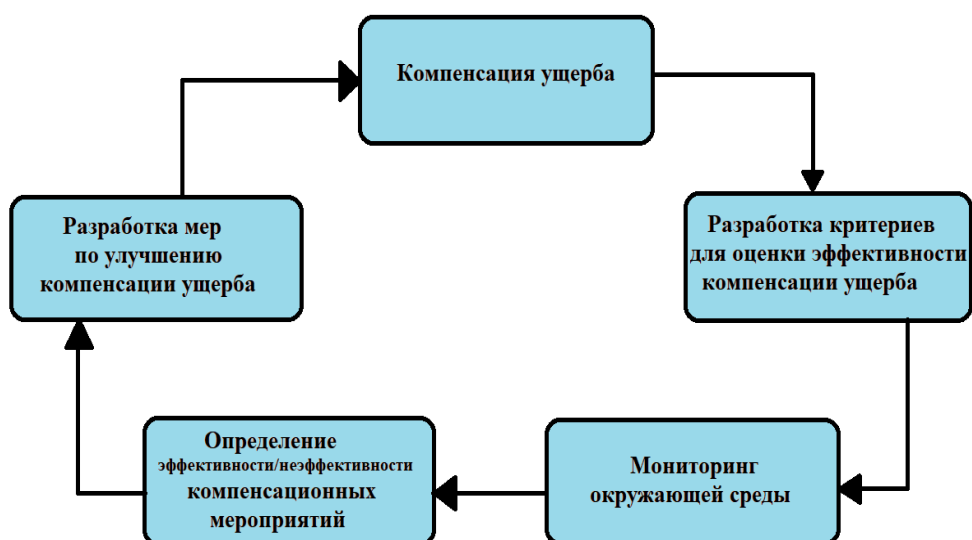 Компенсация ущерба
Разработка мер
по улучшению
компенсации ущерба
Разработка критериев
для оценки эффективности
компенсации ущерба
Определение
эффективности/неэффективности
компенсационных
мероприятий
Мониторинг
окружающей среды